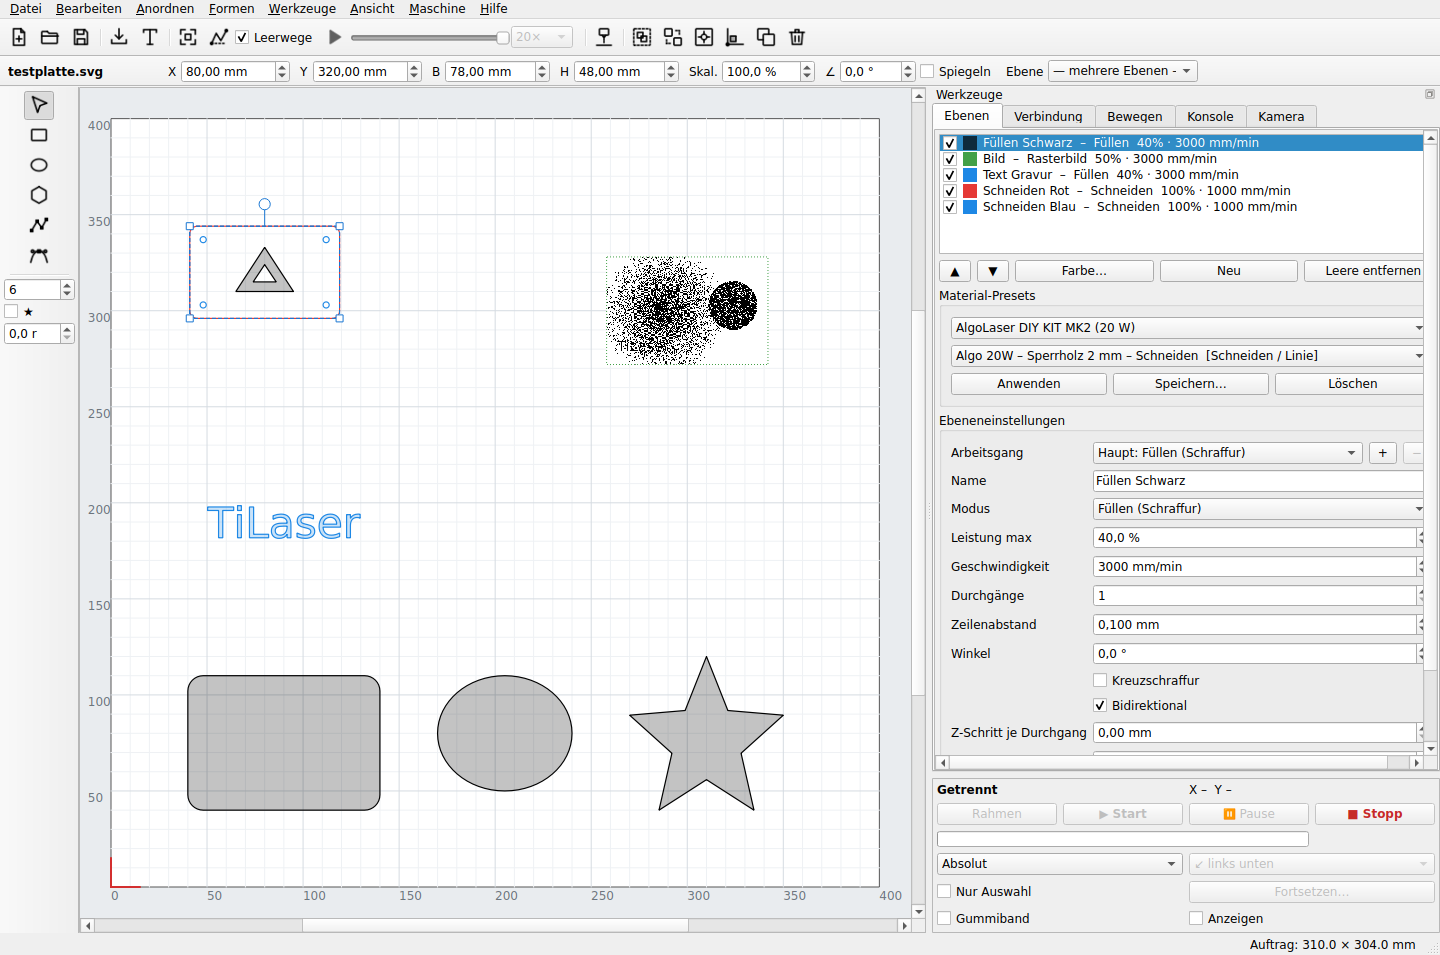 Datei Bearbeiten Anordnen Formen Werkzeuge Ansicht Maschine Hilfe
Leerwege 20×
testplatte.svg X 80,00 mm Y 320,00 mm B 78,00 mm H 48,00 mm Skal. 100,0 % ∠ 0,0 ° Spiegeln Ebene — mehrere Ebenen -
6
★
0,0 r
400
350
300
250
200
150
100
50
0 50 100 150 200 250 300 350 400
TiLaser
Werkzeuge
Ebenen Verbindung Bewegen Konsole Kamera
Füllen Schwarz – Füllen 40% · 3000 mm/min
Bild – Rasterbild 50% · 3000 mm/min
Text Gravur – Füllen 40% · 3000 mm/min
Schneiden Rot – Schneiden 100% · 1000 mm/min
Schneiden Blau – Schneiden 100% · 1000 mm/min
▲ ▼ Farbe... Neu Leere entfernen
Material-Presets
AlgoLaser DIY KIT MK2 (20 W)
Algo 20W – Sperrholz 2 mm – Schneiden [Schneiden / Linie]
Anwenden Speichern... Löschen
Ebeneneinstellungen
Arbeitsgang Haupt: Füllen (Schraffur) + −
Name Füllen Schwarz
Modus Füllen (Schraffur)
Leistung max 40,0 %
Geschwindigkeit 3000 mm/min
Durchgänge 1
Zeilenabstand 0,100 mm
Winkel 0,0 °
Kreuzschraffur
Bidirektional
Z-Schritt je Durchgang 0,00 mm
Getrennt X – Y –
Rahmen ▶ Start ⏸ Pause ■ Stopp
Absolut ↙ links unten
Nur Auswahl Fortsetzen...
Gummiband Anzeigen
Auftrag: 310.0 × 304.0 mm